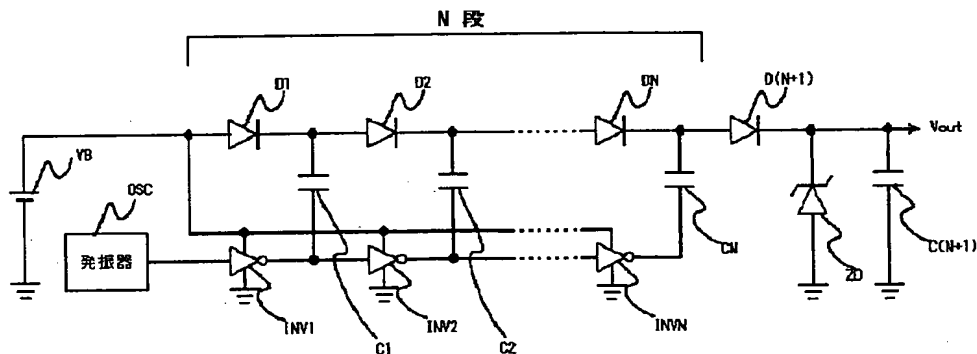 N 段
D1
D2
DN
D(N+1)
Vout
VB
OSC
発振器
CN
C(N+1)
ZD
INV1
C1
INV2
C2
INVN